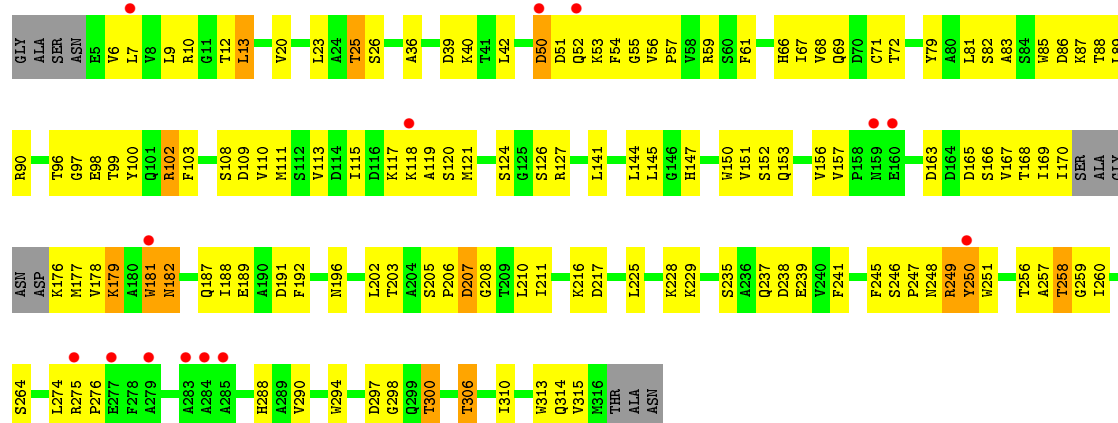 GLY ALA SER ASN E5 V6 L7 V8 L9 R10 G11 T12 L13 V20 L23 A24 T25 S26 A36 D39 K40 T41 L42 D50 D51 Q52 K53 F54 G55 V56 P57 V58 R59 S60 F61 H66 I67 V68 Q69 D70 C71 T72 Y79 A80 L81 S82 A83 S84 W85 D86 K87 T88 L89
R90 T96 G97 E98 T99 Y100 Q101 R102 F103 S108 D109 V110 M111 S112 V113 D114 I115 D116 K117 K118 A119 S120 M121 S124 G125 S126 R127 L141 L144 L145 G146 H147 W150 S152 Q153 V156 V157 P158 N159 E160 D163 D164 D165 S166 V167 T168 I169 I170 SER ALA GLY
ASN ASP K176 M177 V178 K179 A180 W181 N182 Q187 I188 E189 A190 D191 F192 N196 L202 T203 A204 S205 P206 D207 G208 T209 L210 I211 K216 D217 L225 K228 K229 S235 A236 Q237 D238 E239 V240 F241 F245 S246 P247 N248 R249 Y250 W251 T256 A257 T258 G259 I260
S264 L274 R275 P276 E277 F278 A279 A283 A284 A285 H288 A289 V290 W294 D297 G298 Q299 T300 T306 I310 W313 Q314 V315 M316 THR ALA ASN